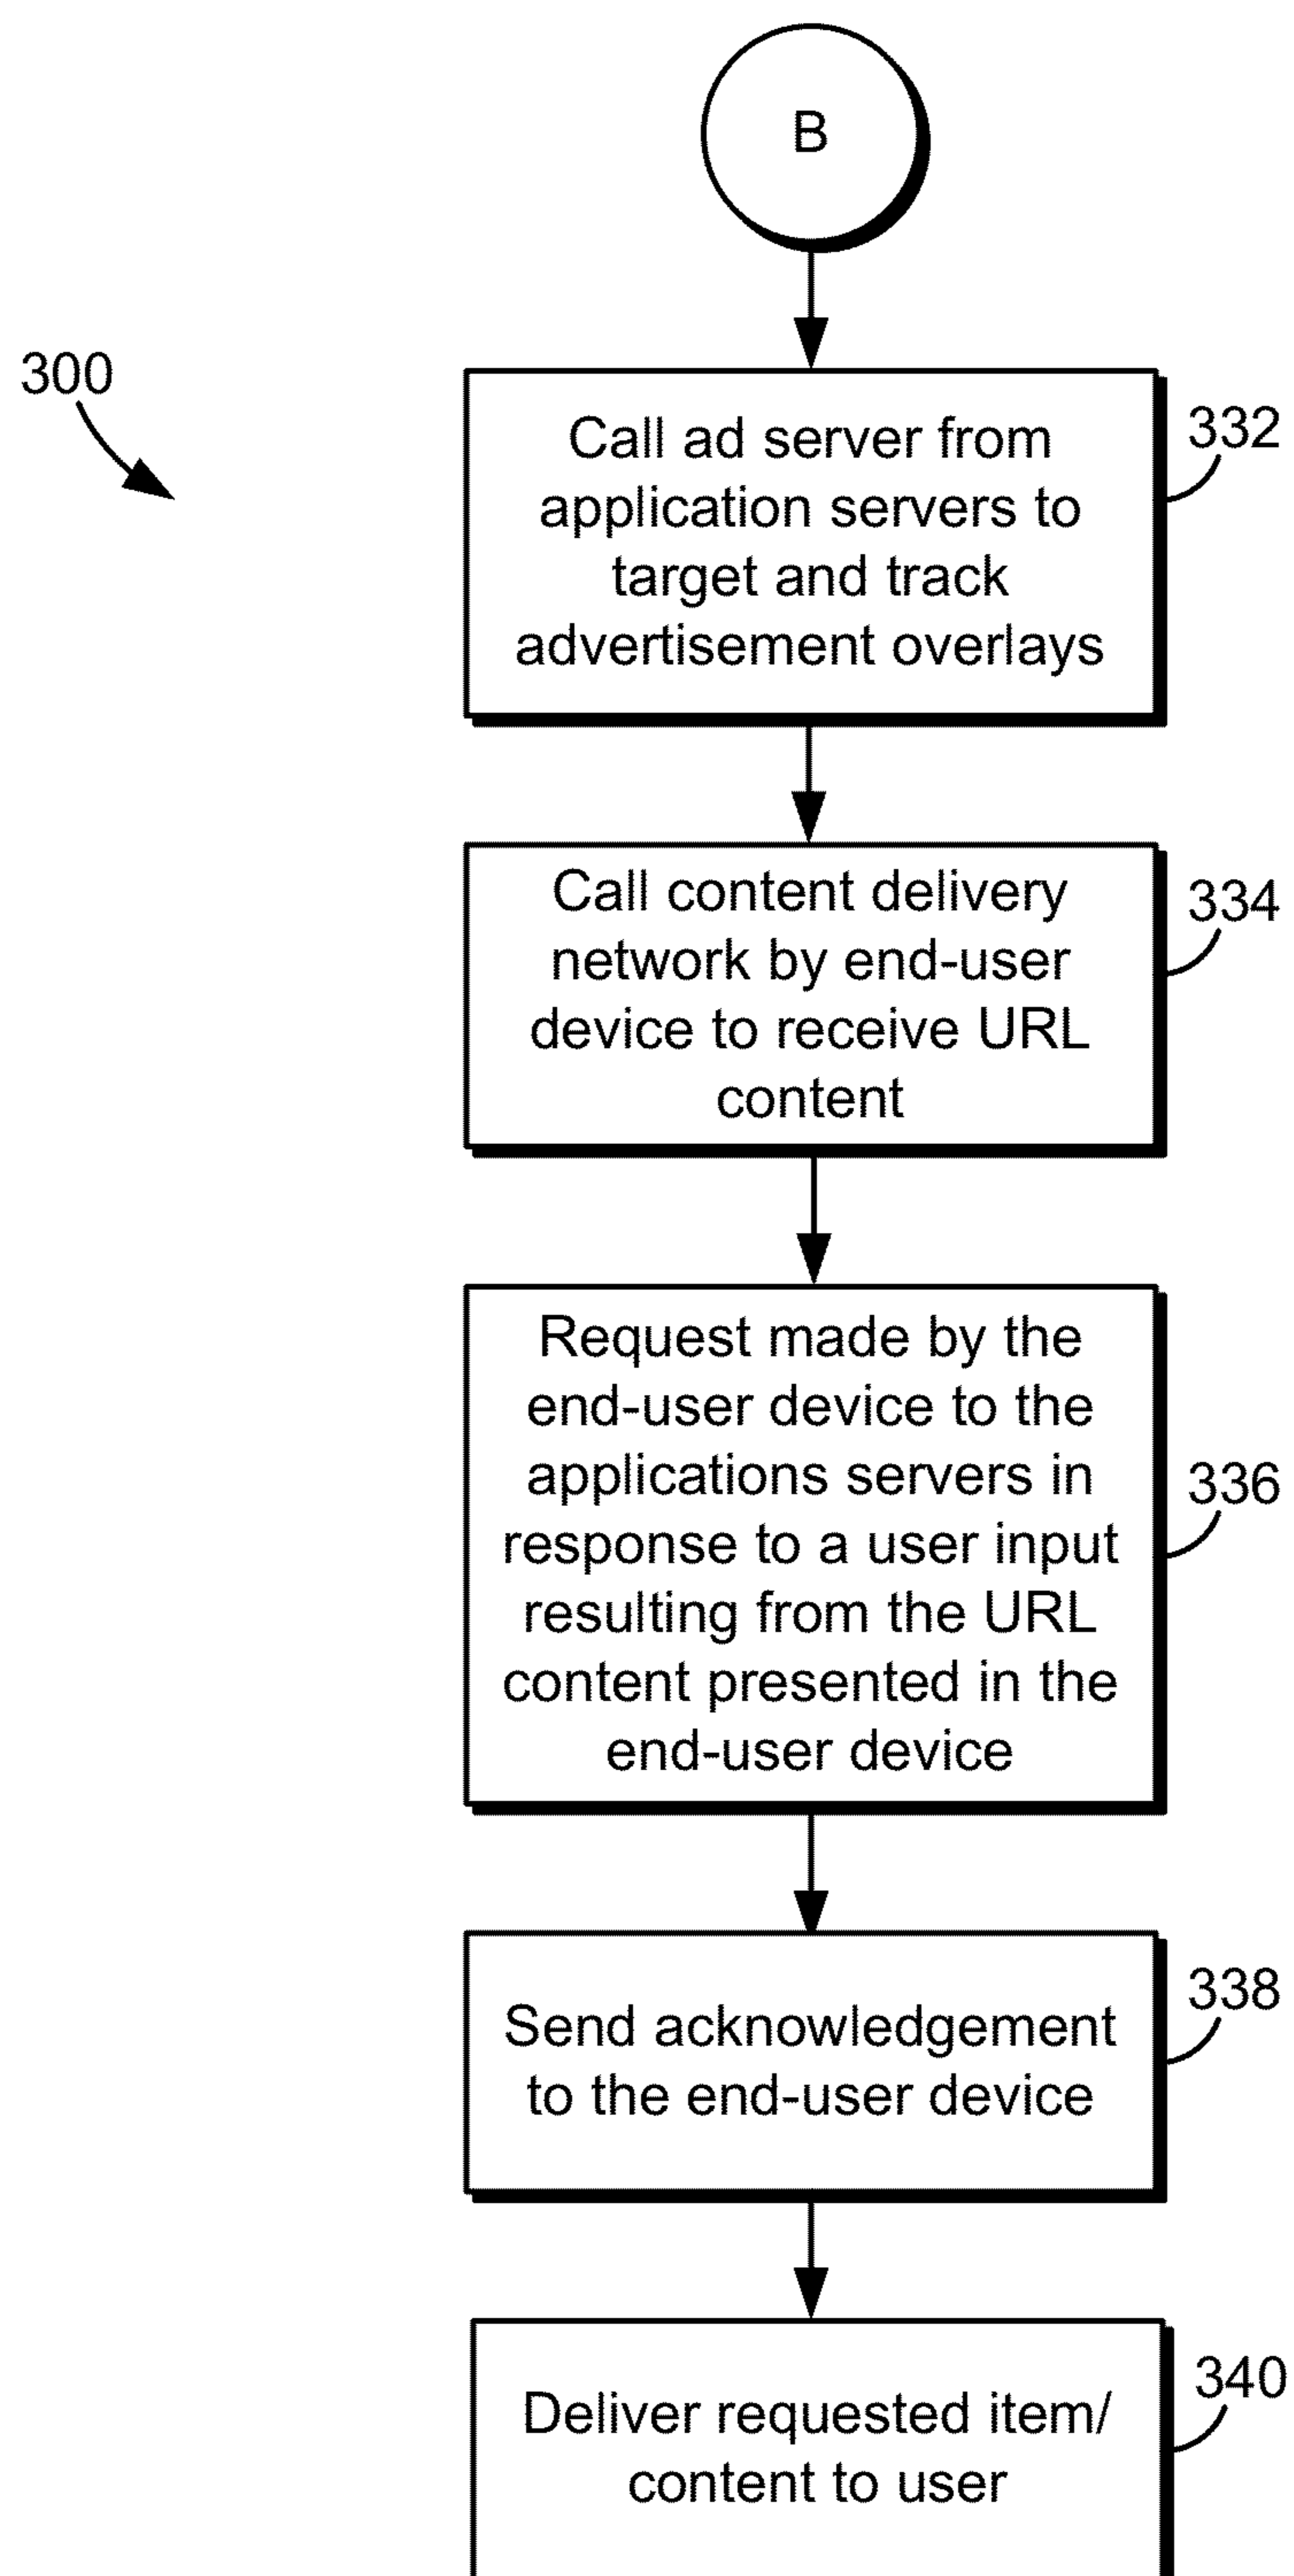 B
300
Call ad server from
application servers to
target and track
advertisement overlays
332
Call content delivery
network by end-user
device to receive URL
content
334
Request made by the
end-user device to the
applications servers in
response to a user input
resulting from the URL
content presented in the
end-user device
336
Send acknowledgement
to the end-user device
338
Deliver requested item/
content to user
340